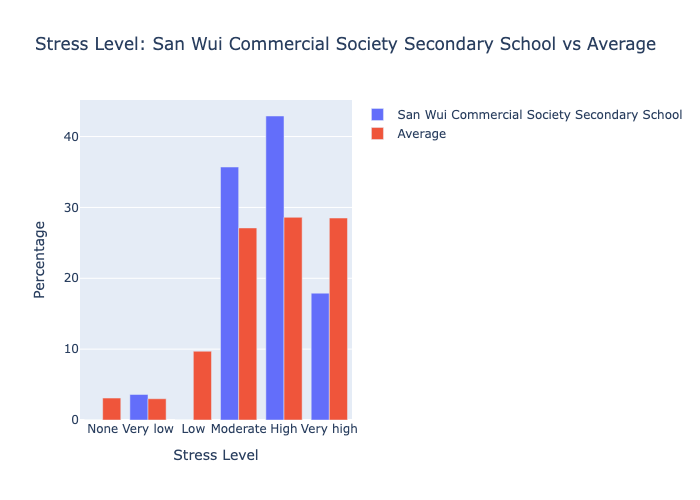 Stress Level: San Wui Commercial Society Secondary School vs Average
San Wui Commercial Society Secondary School
Average
Percentage
40
30
20
10
0
None Very low Low Moderate High Very high
Stress Level